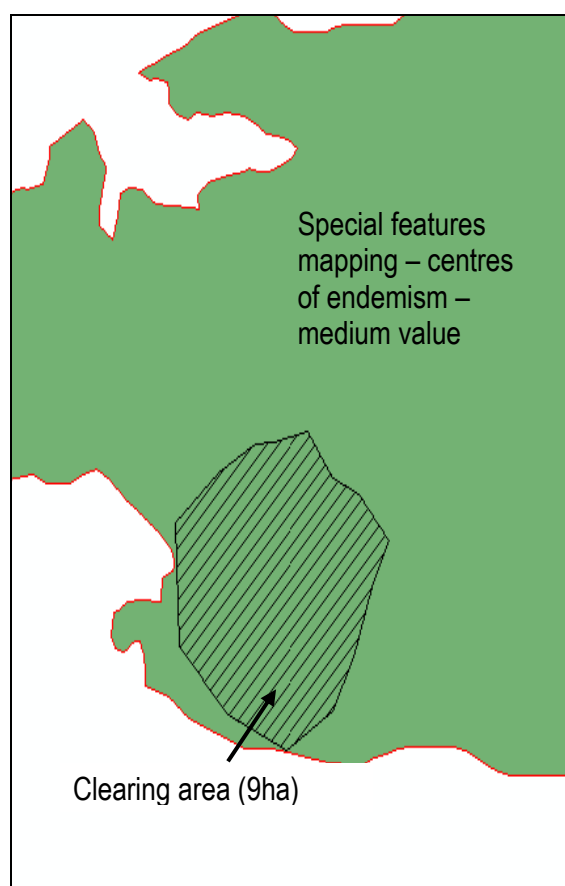 Special features
mapping – centres
of endemism –
medium value
Clearing area (9ha)